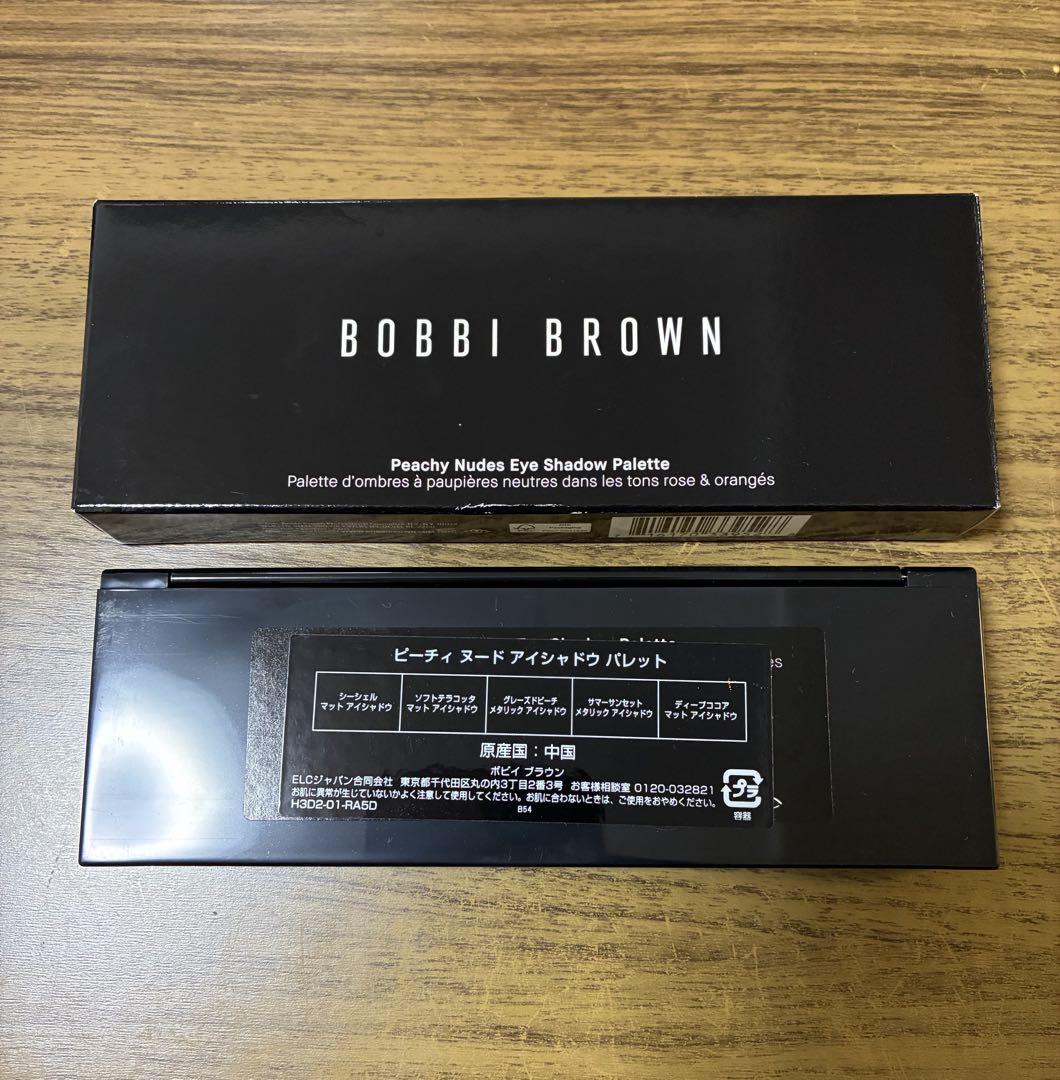 BOBBI BROWN
Peachy Nudes Eye Shadow Palette
Palette d'ombres à paupières neutres dans les tons rose & orangés
ピーチィ ヌード アイシャドウ パレット
シーシェル
マット アイシャドウ
ソフトテラコッタ
マット アイシャドウ
グレーズドピーチ
メタリック アイシャドウ
サマーサンセット
メタリック アイシャドウ
ディープココア
マット アイシャドウ
原産国：中国
ボビイ ブラウン
ELCジャパン合同会社 東京都千代田区丸の内3丁目2番3号 お客様相談室 0120-032821
お肌に異常が生じていないかよく注意して使用してください。お肌に合わないときは、ご使用をおやめください。
H3D2-01-RA5D
B54
プラ
容器